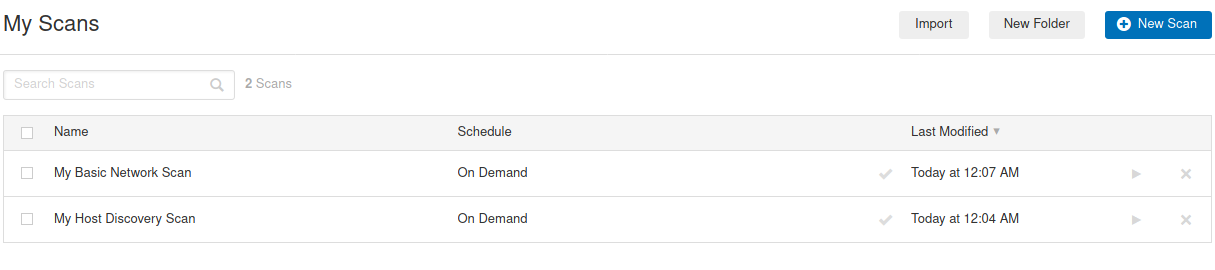 My Scans
Import New Folder New Scan
Search Scans 2 Scans
Name Schedule Last Modified
My Basic Network Scan On Demand Today at 12:07 AM
My Host Discovery Scan On Demand Today at 12:04 AM